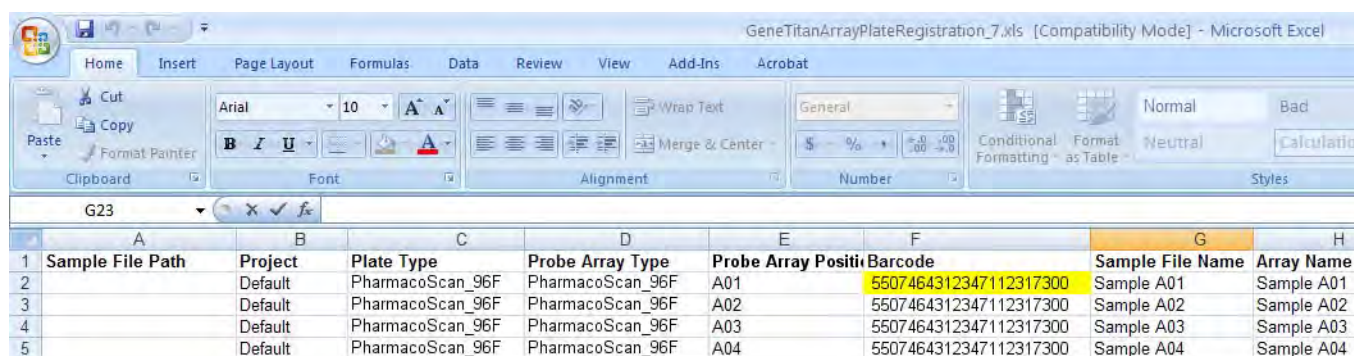 GeneTitanArrayPlateRegistration_7.xls [Compatibility Mode] - Microsoft Excel
Home Insert Page Layout Formulas Data Review View Add-Ins Acrobat
Cut
Copy
Format Painter
Paste
Clipboard
Arial 10 A A
B I U A
Font
Wrap Text
Merge & Center
Alignment
General
$ % , .0 .00 .00 .0
Number
Conditional Formatting
Format as Table
Normal Bad
Neutral Calculatio
Styles
G23 fx
A B C D E F G H
1 Sample File Path Project Plate Type Probe Array Type Probe Array Positi Barcode Sample File Name Array Name
2 Default PharmacoScan_96F PharmacoScan_96F A01 5507464312347112317300 Sample A01 Sample A01
3 Default PharmacoScan_96F PharmacoScan_96F A02 5507464312347112317300 Sample A02 Sample A02
4 Default PharmacoScan_96F PharmacoScan_96F A03 5507464312347112317300 Sample A03 Sample A03
5 Default PharmacoScan_96F PharmacoScan_96F A04 5507464312347112317300 Sample A04 Sample A04